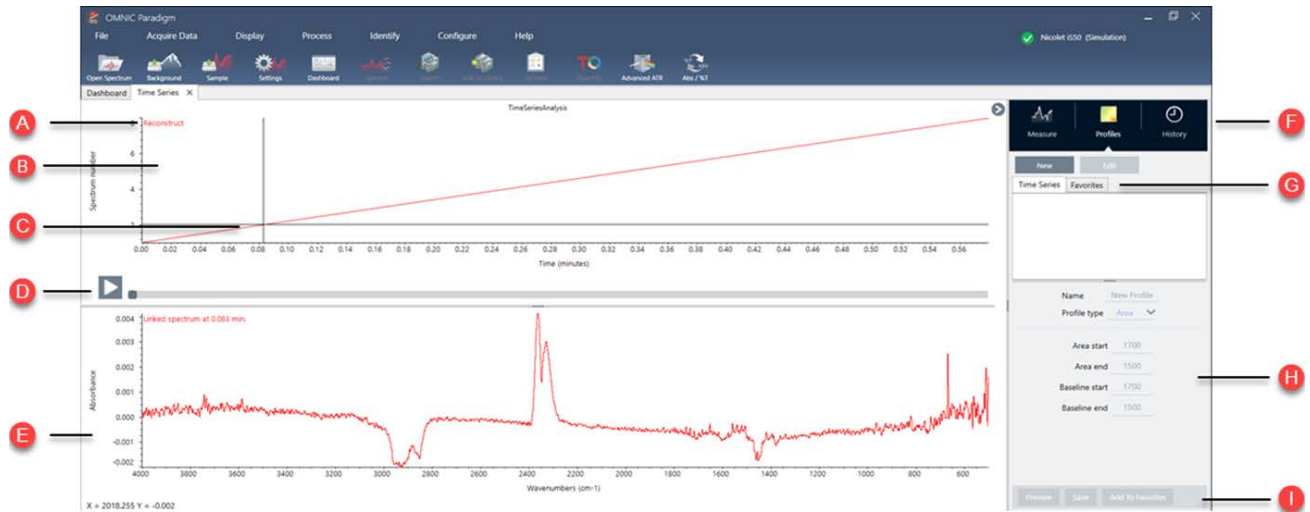 OMNIC Paradigm
File Acquire Data Display Process Identify Configure Help
Nicolet iS50 (Simulation)
Open Spectrum Background Sample Settings Dashboard Advanced ATR Abs / %T
Dashboard Time Series X
TimeSeriesAnalysis
A
B
C
D
E
F
G
H
I
Reconstruct
8
6
4
1
Spectrum number
0.00 0.02 0.04 0.06 0.08 0.10 0.12 0.14 0.16 0.18 0.20 0.22 0.24 0.26 0.28 0.30 0.32 0.34 0.36 0.38 0.40 0.42 0.44 0.46 0.48 0.50 0.52 0.54 0.56
Time (minutes)
Linked spectrum at 0.083 min.
0.004
0.003
0.002
0.001
0.000
-0.001
-0.002
Absorbance
4000 3800 3600 3400 3200 3000 2800 2600 2400 2200 2000 1800 1600 1400 1200 1000 800 600
Wavenumbers (cm-1)
X = 2018.255 Y = -0.002
Measure Profiles History
New Edit
Time Series Favorites
Name New Profile
Profile type Area
Area start 1700
Area end 1500
Baseline start 1700
Baseline end 1500
Preview Save Add To Favorites